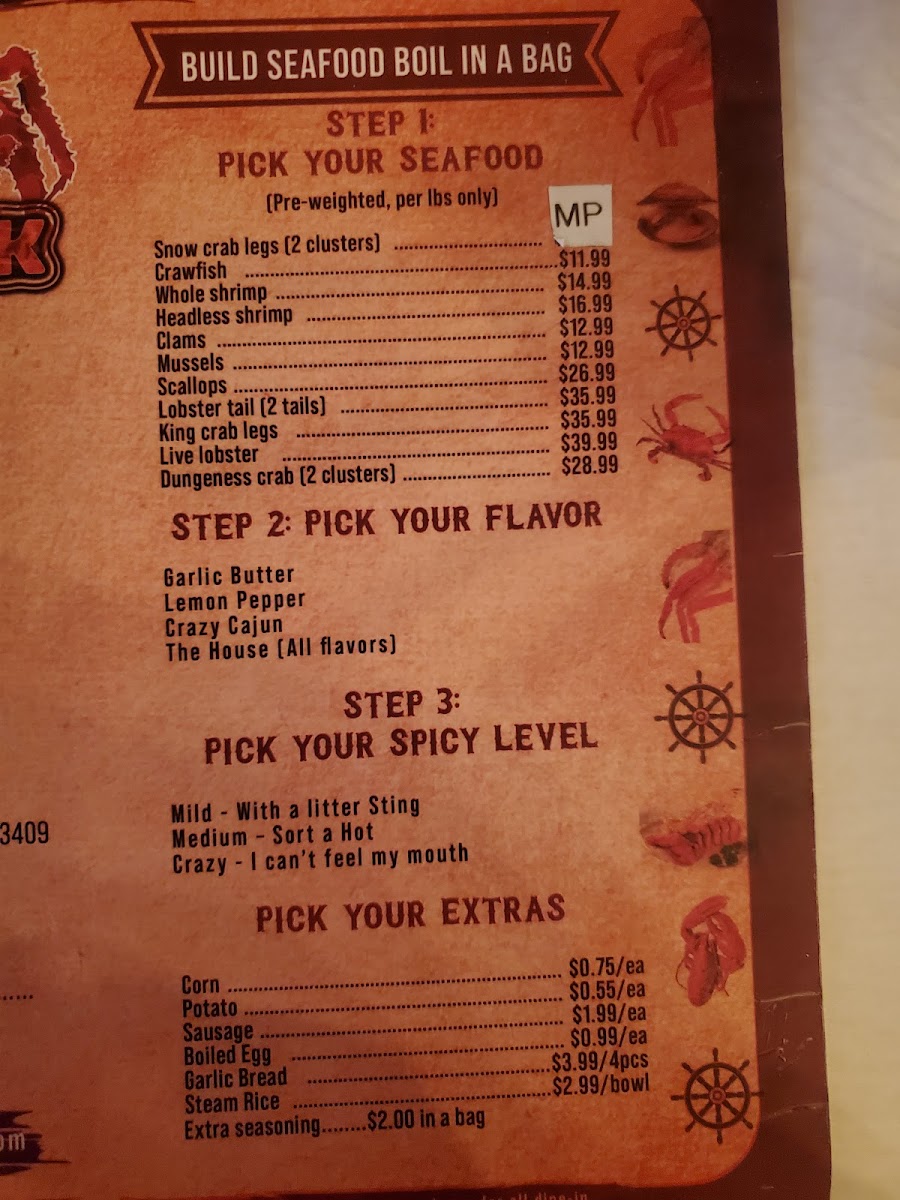 BUILD SEAFOOD BOIL IN A BAG
STEP 1:
PICK YOUR SEAFOOD
(Pre-weighted, per lbs only)
Snow crab legs (2 clusters) ........ MP
Crawfish ........ $11.99
Whole shrimp ........ $14.99
Headless shrimp ........ $16.99
Clams ........ $12.99
Mussels ........ $12.99
Scallops ........ $26.99
Lobster tail (2 tails) ........ $35.99
King crab legs ........ $35.99
Live lobster ........ $39.99
Dungeness crab (2 clusters) ........ $28.99
STEP 2: PICK YOUR FLAVOR
Garlic Butter
Lemon Pepper
Crazy Cajun
The House (All flavors)
STEP 3:
PICK YOUR SPICY LEVEL
Mild - With a litter Sting
Medium - Sort a Hot
Crazy - I can't feel my mouth
3409
PICK YOUR EXTRAS
Corn ........ $0.75/ea
Potato ........ $0.55/ea
Sausage ........ $1.99/ea
Boiled Egg ........ $0.99/ea
Garlic Bread ........ $3.99/4pcs
Steam Rice ........ $2.99/bowl
Extra seasoning........$2.00 in a bag
om
all dine-in